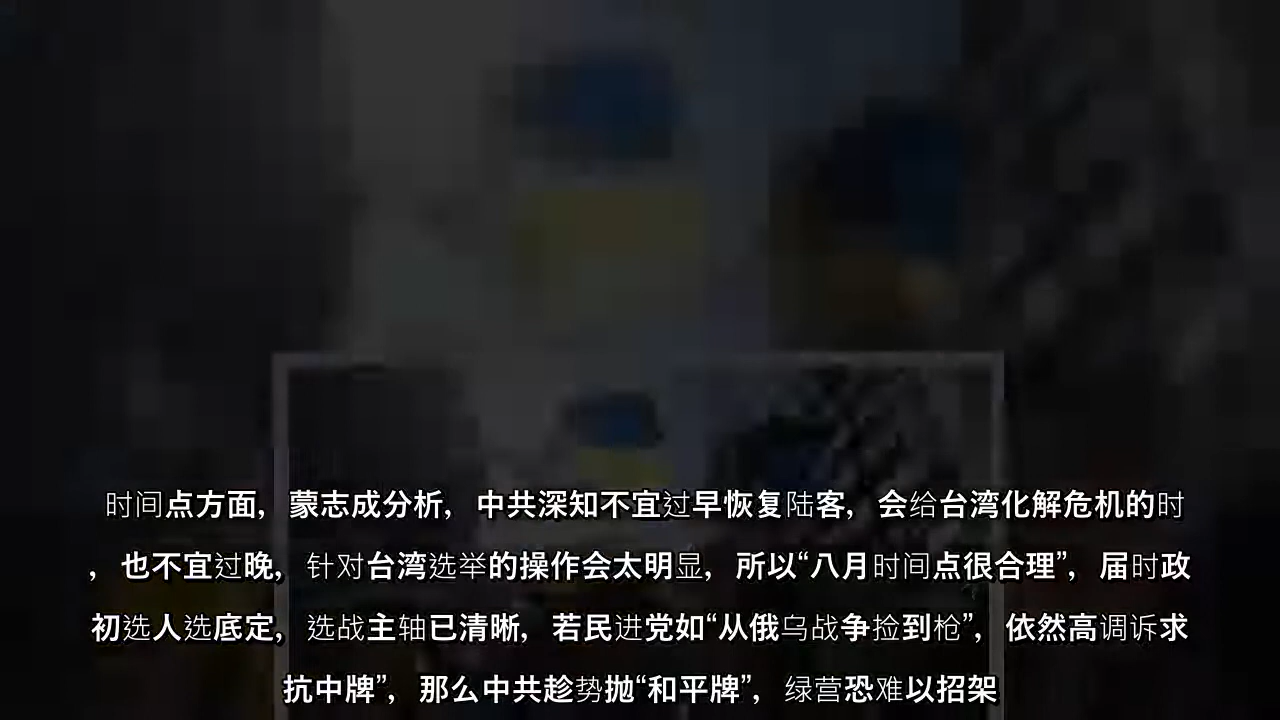 时间点方面，蒙志成分析，中共深知不宜过早恢复陆客，会给台湾化解危机的时
，也不宜过晚，针对台湾选举的操作会太明显，所以“八月时间点很合理”，届时政
初选人选底定，选战主轴已清晰，若民进党如“从俄乌战争捡到枪”，依然高调诉求
抗中牌”，那么中共趁势抛“和平牌”，绿营恐难以招架